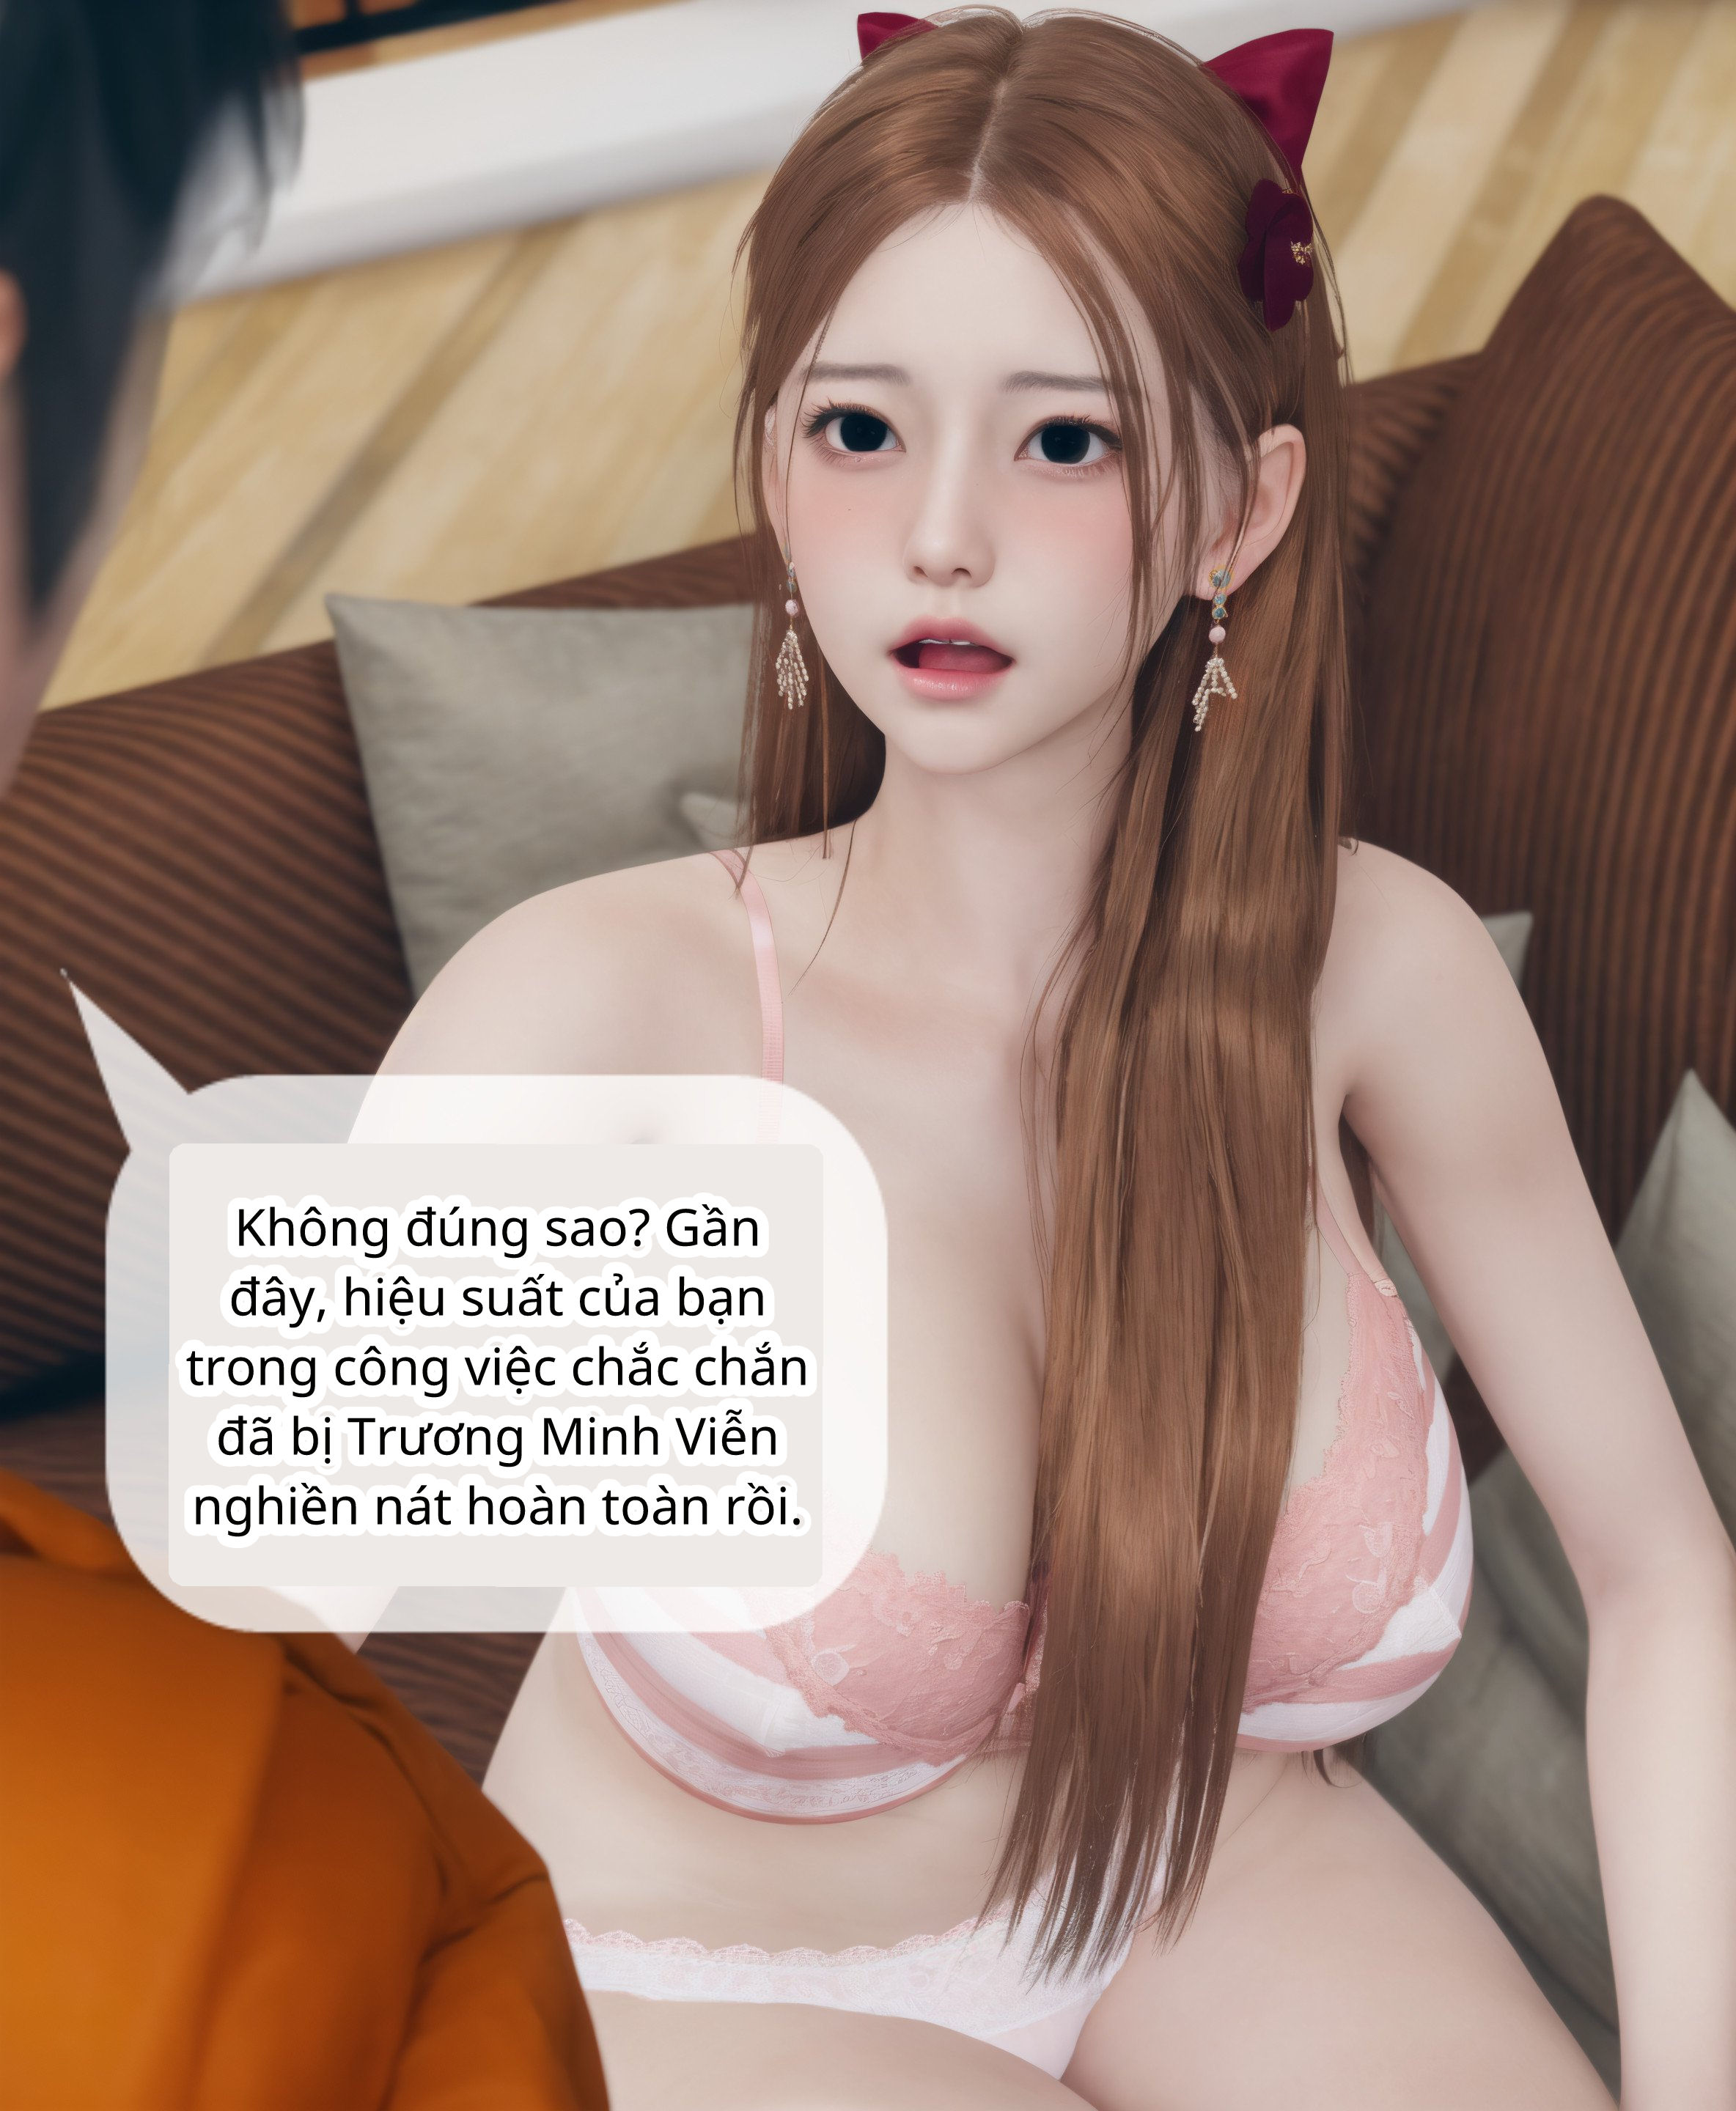 Không đúng sao? Gần
đây, hiệu suất của bạn
trong công việc chắc chắn
đã bị Trương Minh Viễn
nghiền nát hoàn toàn rồi.